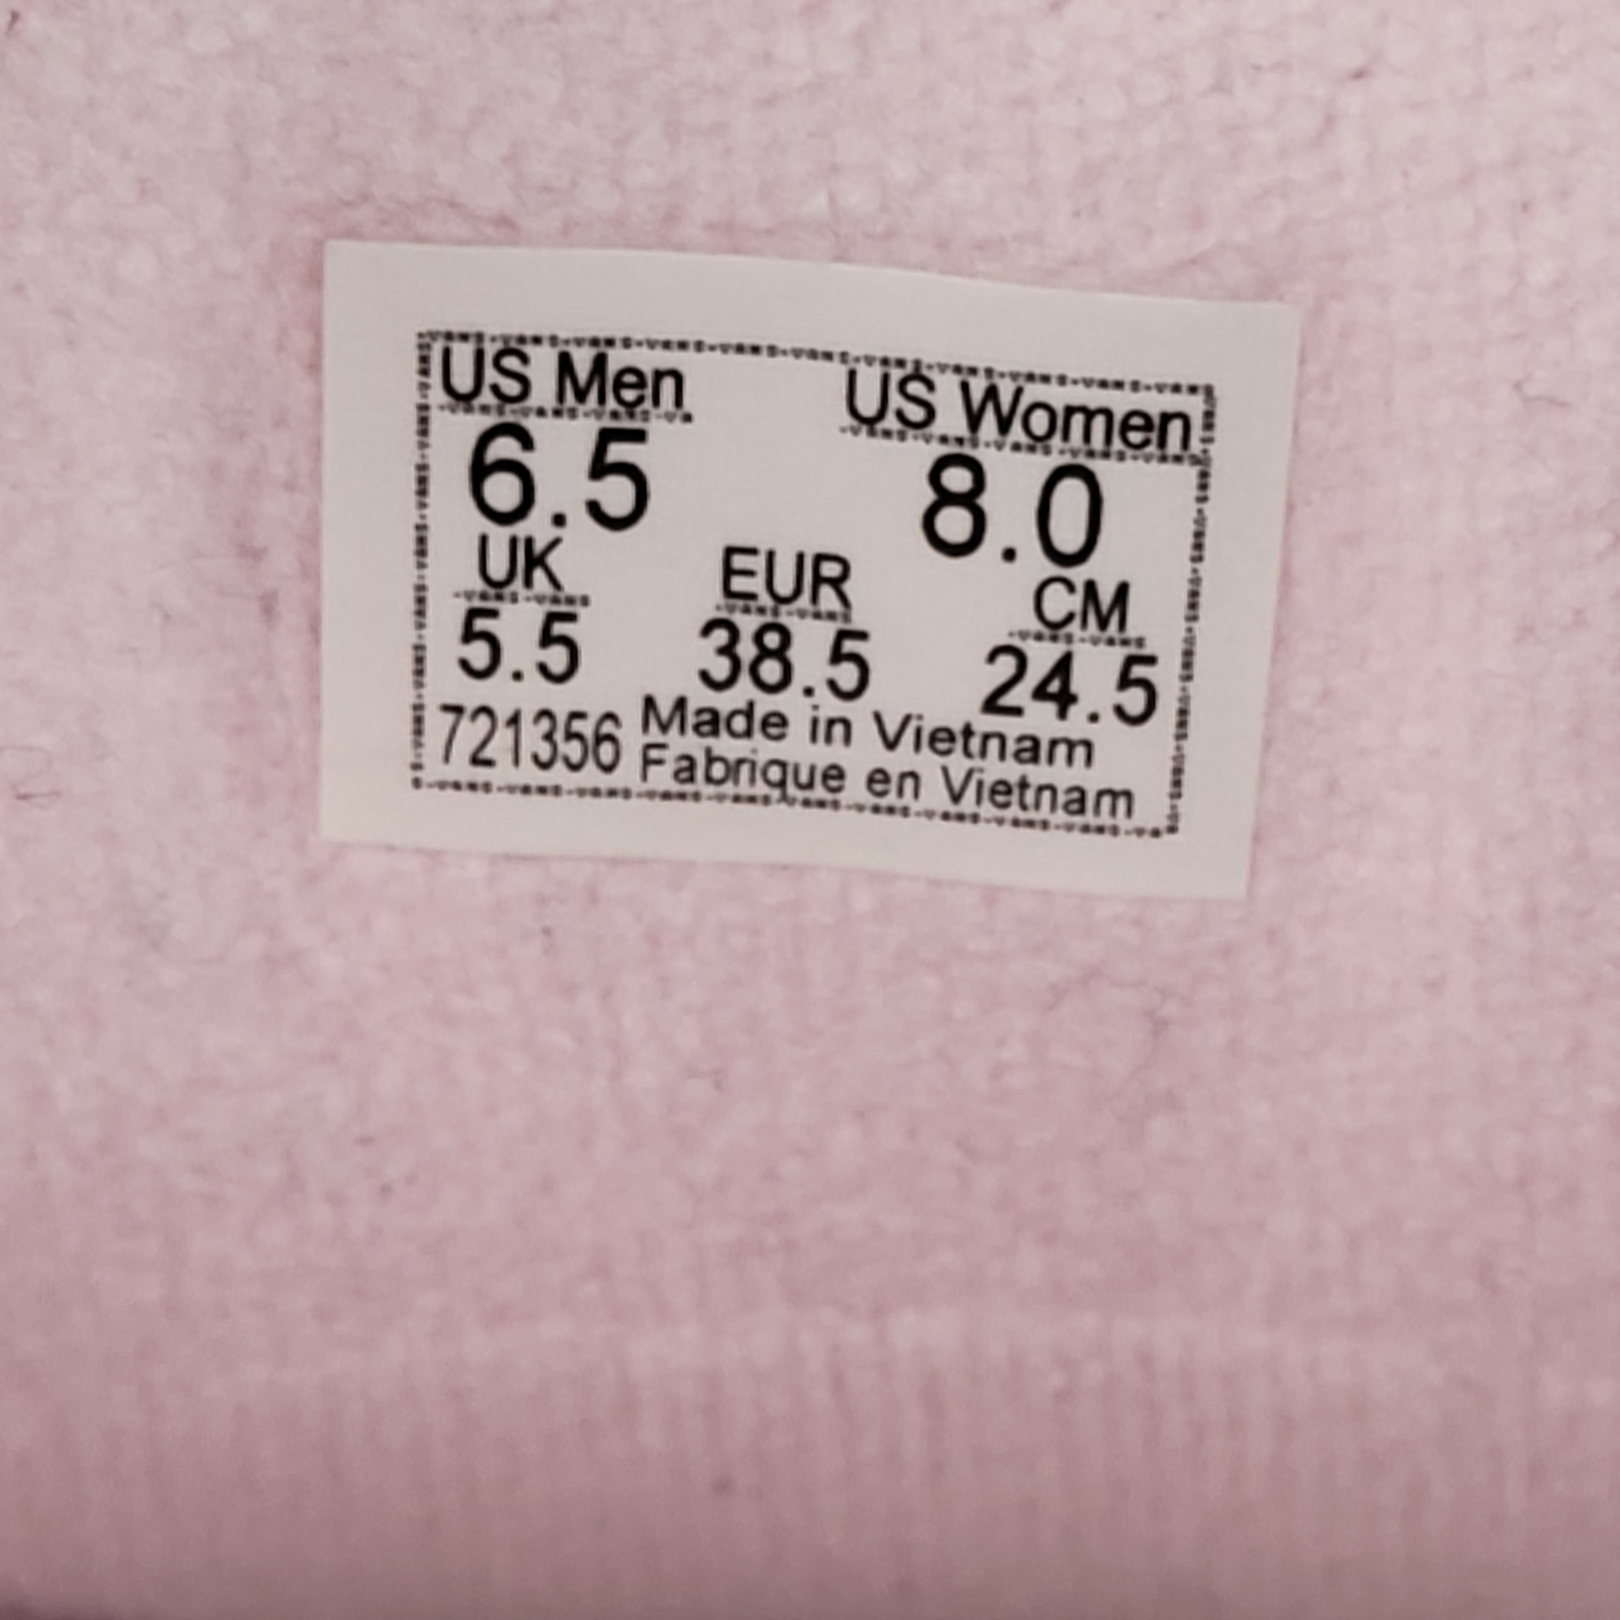 US Men US Women
6.5 8.0
UK EUR CM
5.5 38.5 24.5
721356 Made in Vietnam
Fabrique en Vietnam